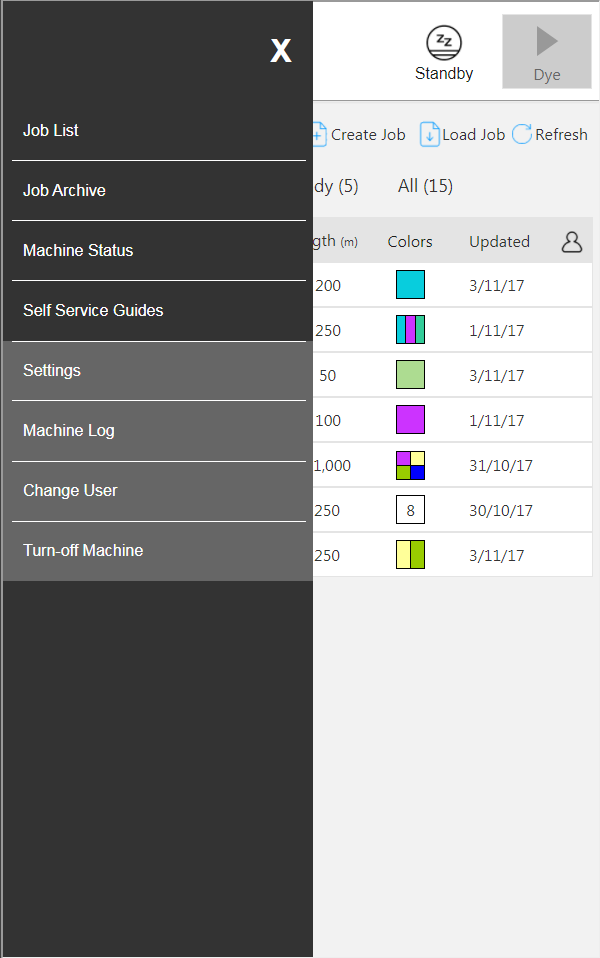 X
zz
Standby
Dye
Job List
Job Archive
Machine Status
Self Service Guides
Settings
Machine Log
Change User
Turn-off Machine
Create Job Load Job Refresh
dy (5) All (15)
gth (m) Colors Updated
200 3/11/17
250 1/11/17
50 3/11/17
100 1/11/17
1,000 31/10/17
250 8 30/10/17
250 3/11/17